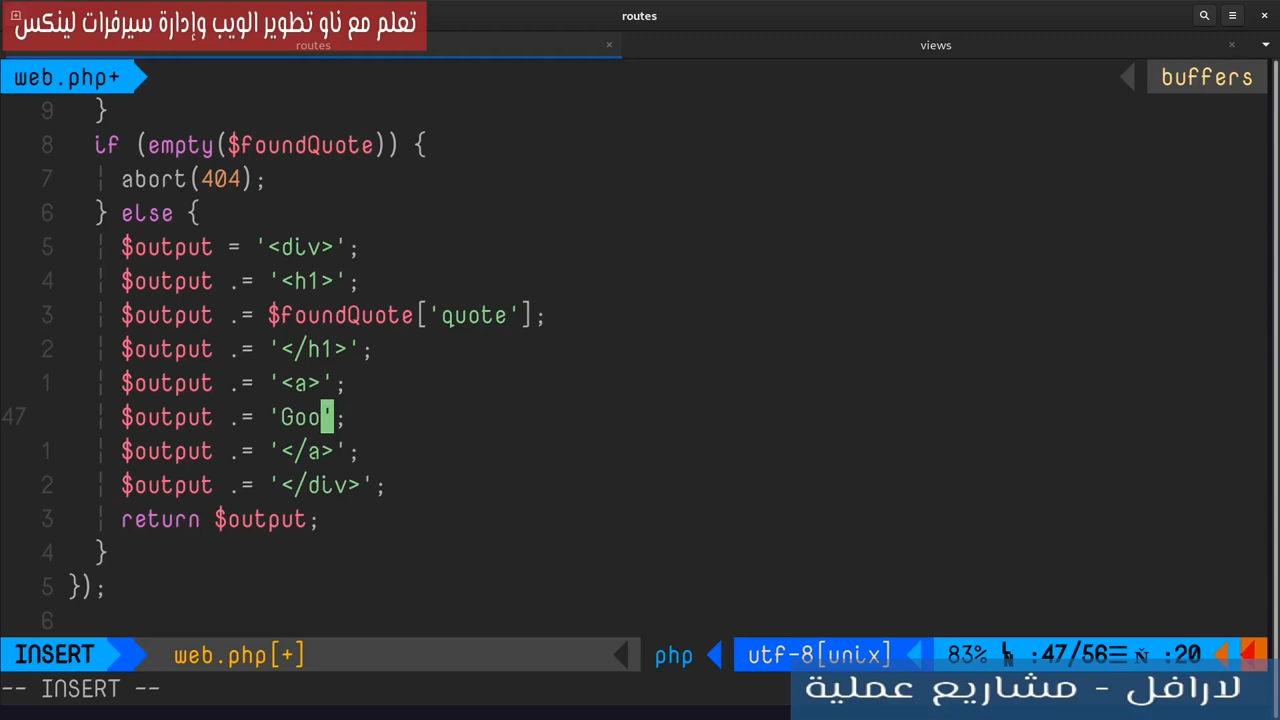 routes
تعلم مع ناو تطوير الويب وإدارة سيرفرات لينكس
routes
views
web.php+
buffers
9 }
8 if (empty($foundQuote)) {
7 abort(404);
6 } else {
5 $output = '<div>';
4 $output .= '<h1>';
3 $output .= $foundQuote['quote'];
2 $output .= '</h1>';
1 $output .= '<a>';
47 $output .= 'Goo';
1 $output .= '</a>';
2 $output .= '</div>';
3 return $output;
4 }
5 });
6
INSERT web.php[+] php utf-8[unix] 83% :47/56☰ :20
-- INSERT --
لارافل - مشاريع عملية